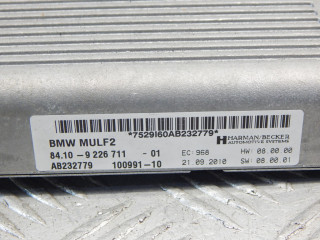 *7529I60AB232779*
HARMAN/BECKER
AUTOMOTIVE SYSTEMS
BMW MULF2
84.10- 9 226 711 -01
EC: 968
HW: 08.00.00
AB232779 100991-10
21.09.2010
SW: 08.00.01